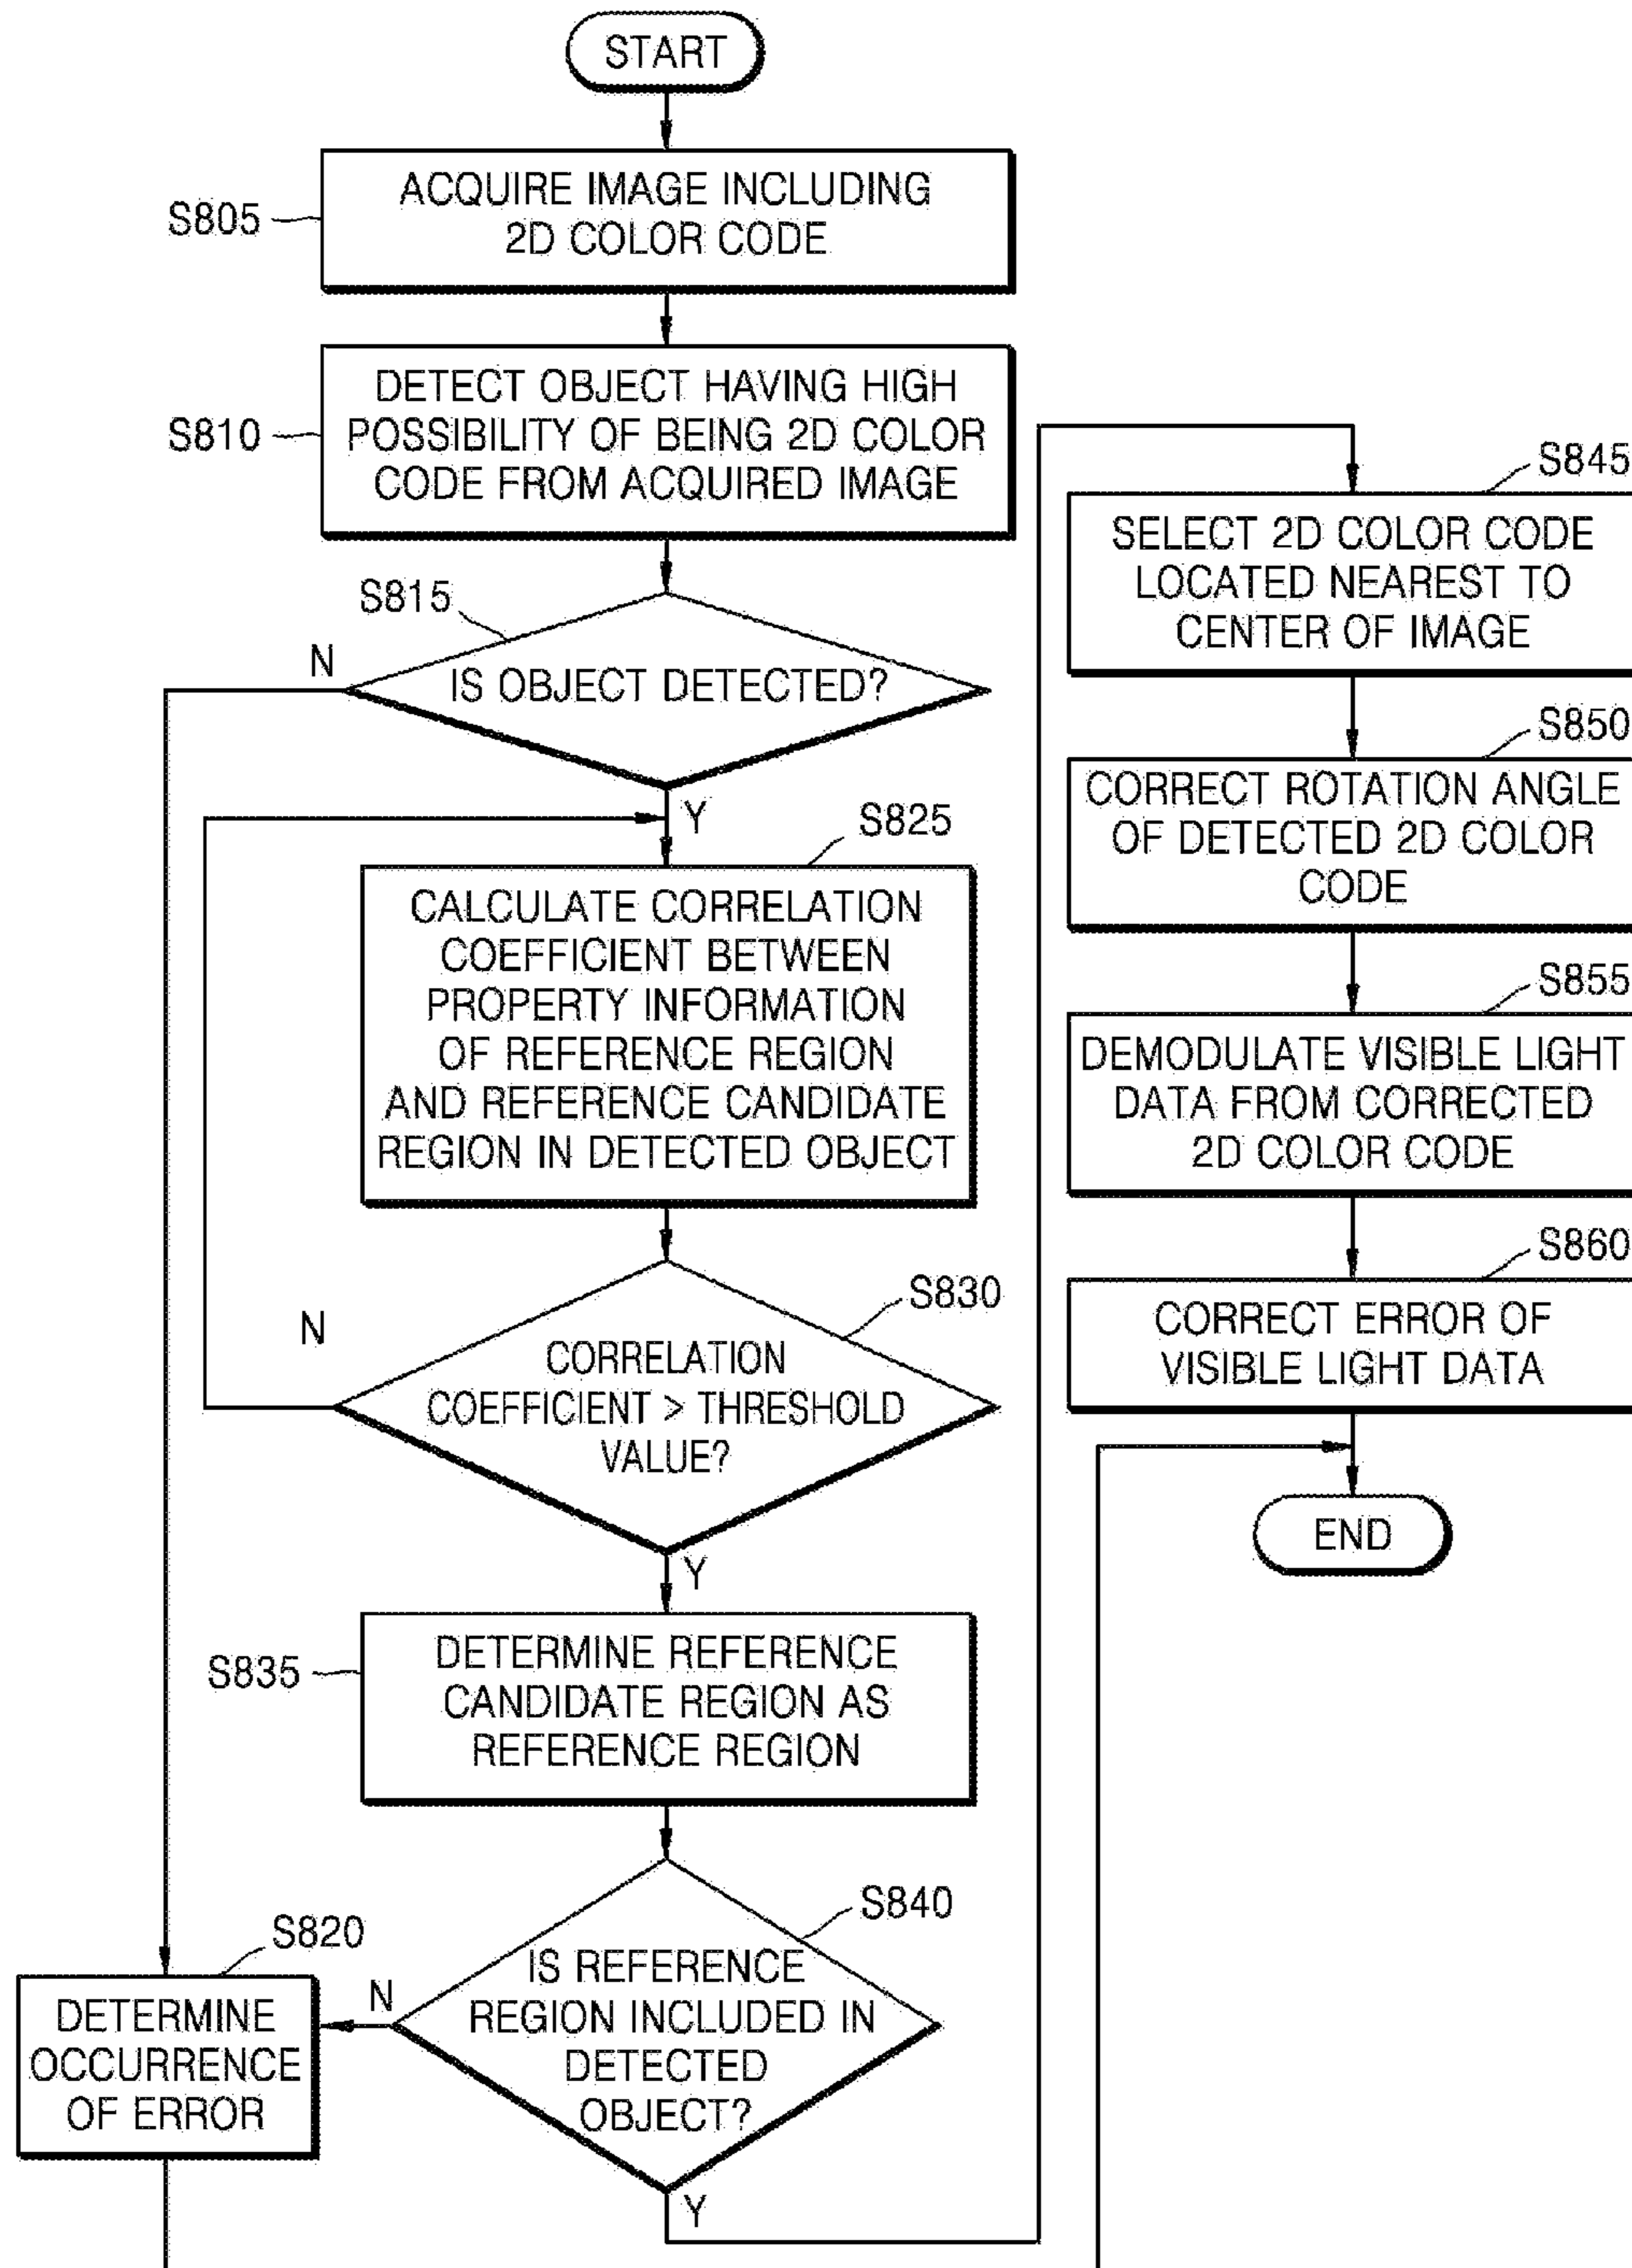 START
S805
ACQUIRE IMAGE INCLUDING
2D COLOR CODE
S810
DETECT OBJECT HAVING HIGH
POSSIBILITY OF BEING 2D COLOR
CODE FROM ACQUIRED IMAGE
S815
N
IS OBJECT DETECTED?
Y
S825
CALCULATE CORRELATION
COEFFICIENT BETWEEN
PROPERTY INFORMATION
OF REFERENCE REGION
AND REFERENCE CANDIDATE
REGION IN DETECTED OBJECT
S830
N
CORRELATION
COEFFICIENT > THRESHOLD
VALUE?
Y
S835
DETERMINE REFERENCE
CANDIDATE REGION AS
REFERENCE REGION
S840
IS REFERENCE
REGION INCLUDED IN
DETECTED
OBJECT?
N
Y
S820
DETERMINE
OCCURRENCE
OF ERROR
S845
SELECT 2D COLOR CODE
LOCATED NEAREST TO
CENTER OF IMAGE
S850
CORRECT ROTATION ANGLE
OF DETECTED 2D COLOR
CODE
S855
DEMODULATE VISIBLE LIGHT
DATA FROM CORRECTED
2D COLOR CODE
S860
CORRECT ERROR OF
VISIBLE LIGHT DATA
END